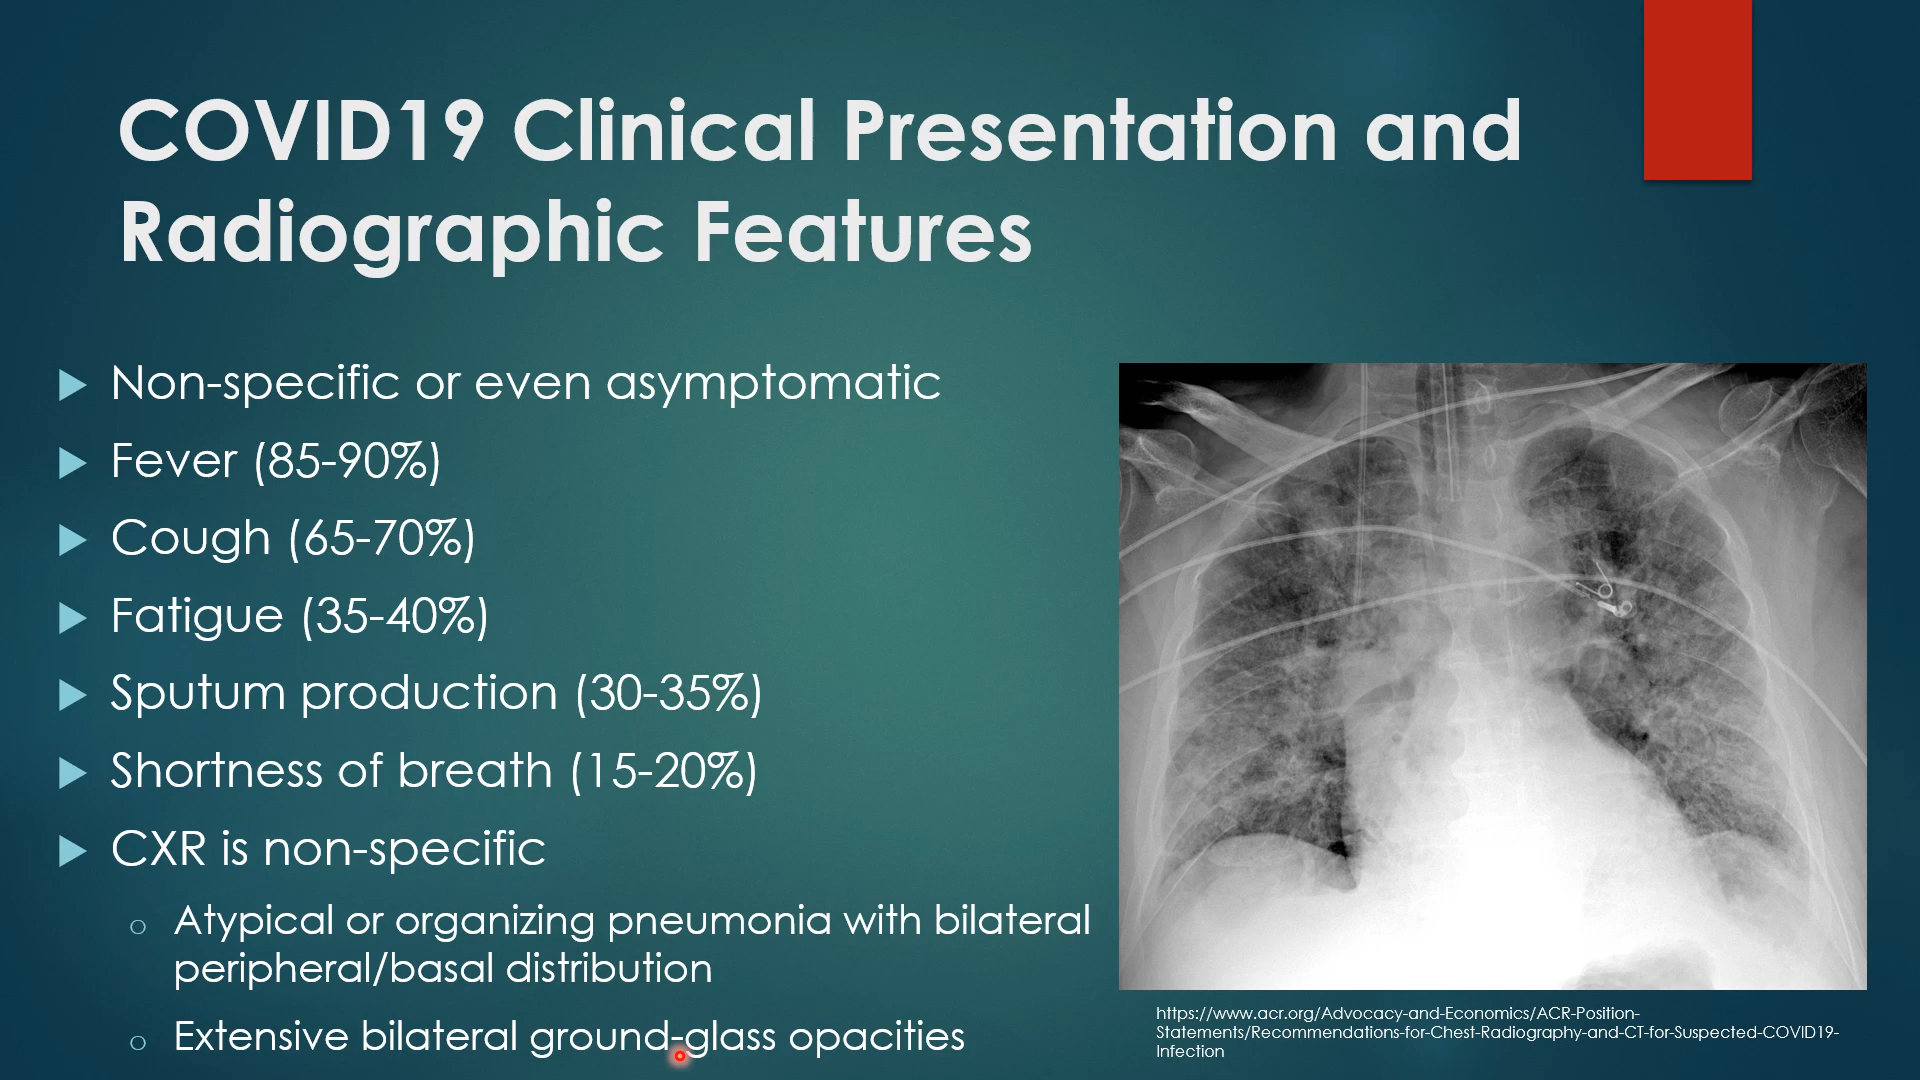 COVID19 Clinical Presentation and
Radiographic Features
Non-specific or even asymptomatic
Fever (85-90%)
Cough (65-70%)
Fatigue (35-40%)
Sputum production (30-35%)
Shortness of breath (15-20%)
CXR is non-specific
Atypical or organizing pneumonia with bilateral
peripheral/basal distribution
Extensive bilateral ground-glass opacities
https://www.acr.org/Advocacy-and-Economics/ACR-Position-
Statements/Recommendations-for-Chest-Radiography-and-CT-for-Suspected-COVID19-
Infection